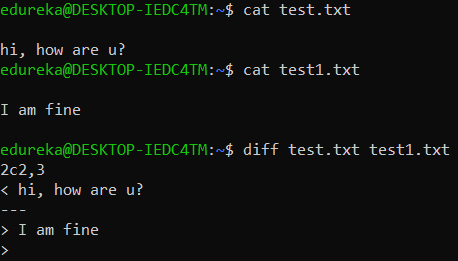 edureka@DESKTOP-IEDC4TM:~$ cat test.txt

hi, how are u?
edureka@DESKTOP-IEDC4TM:~$ cat test1.txt

I am fine

edureka@DESKTOP-IEDC4TM:~$ diff test.txt test1.txt
2c2,3
< hi, how are u?
---
> I am fine
>